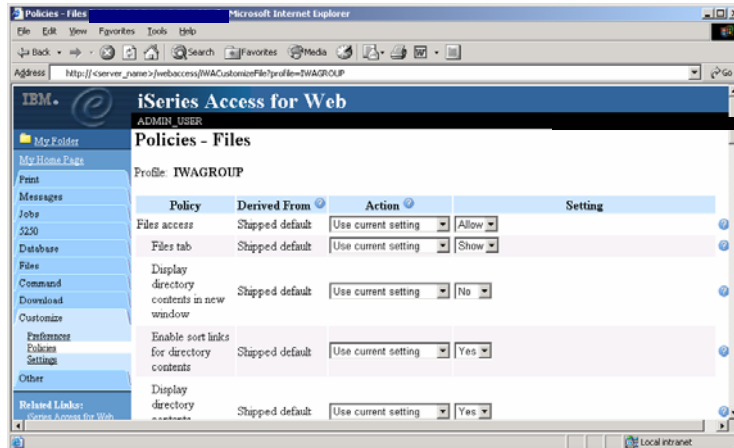 Policies - Files
Microsoft Internet Explorer
File Edit View Favorites Tools Help
Back Search Favorites Media
Address http://<server_name>/webaccess/iWACustomizeFile?profile=IWAGROUP Go
IBM. iSeries Access for Web
ADMIN_USER
My Folder
My Home Page
Print
Messages
Jobs
5250
Database
Files
Command
Download
Customize
Preferences
Policies
Settings
Other
Related Links:
iSeries Access for Web
Policies - Files
Profile: IWAGROUP
Policy Derived From Action Setting
Files access Shipped default Use current setting Allow
Files tab Shipped default Use current setting Show
Display
directory
contents in new Shipped default Use current setting No
window
Enable sort links
for directory Shipped default Use current setting Yes
contents
Display
directory
Shipped default Use current setting Yes
Local intranet